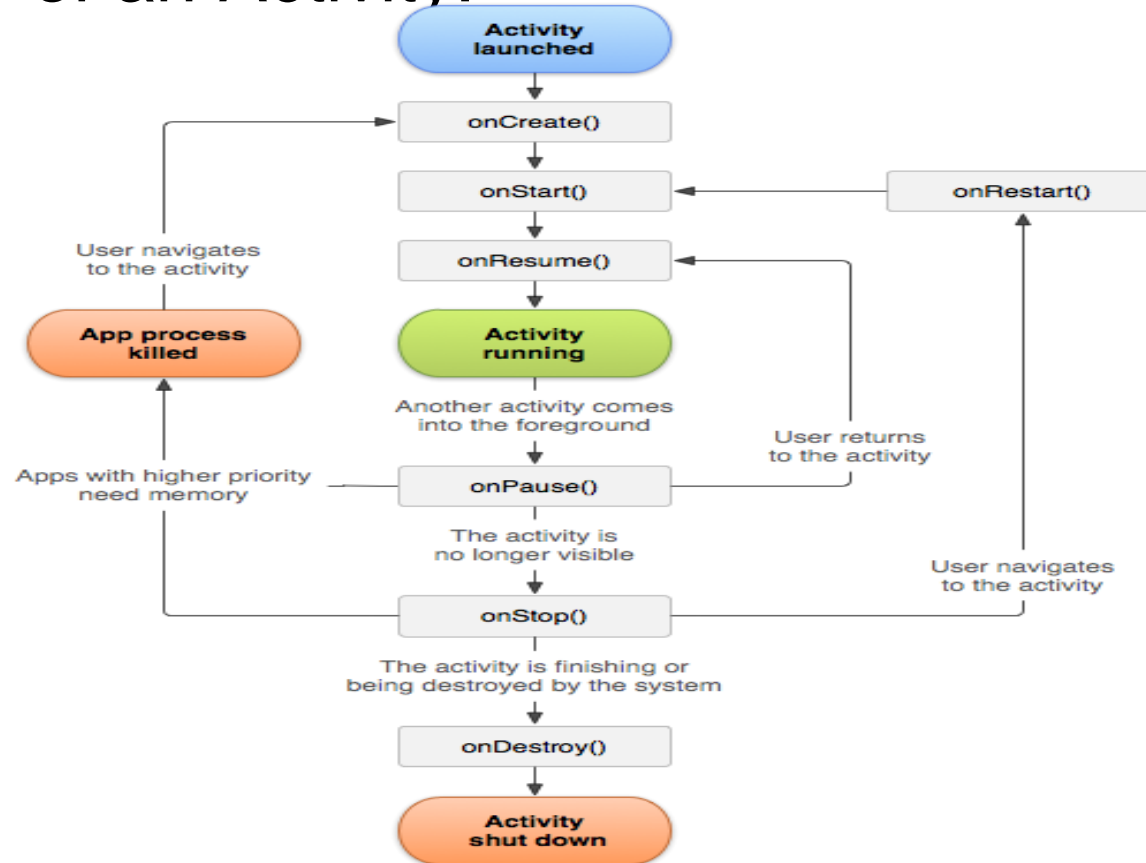 of an Activity:
Activity
launched
onCreate()
onStart()
onRestart()
User navigates
to the activity
onResume()
App process
killed
Activity
running
Another activity comes
into the foreground
User returns
to the activity
Apps with higher priority
need memory
onPause()
The activity is
no longer visible
User navigates
to the activity
onStop()
The activity is finishing or
being destroyed by the system
onDestroy()
Activity
shut down